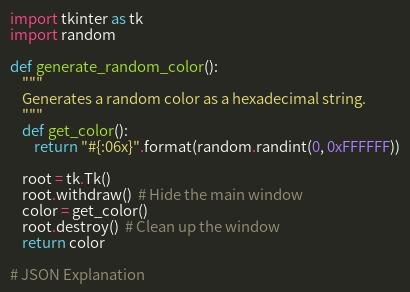 import tkinter as tk
import random

def generate_random_color():
    """
    Generates a random color as a hexadecimal string.
    """
    def get_color():
        return "#{:06x}".format(random.randint(0, 0xFFFFFF))

    root = tk.Tk()
    root.withdraw()  # Hide the main window
    color = get_color()
    root.destroy()  # Clean up the window
    return color

# JSON Explanation